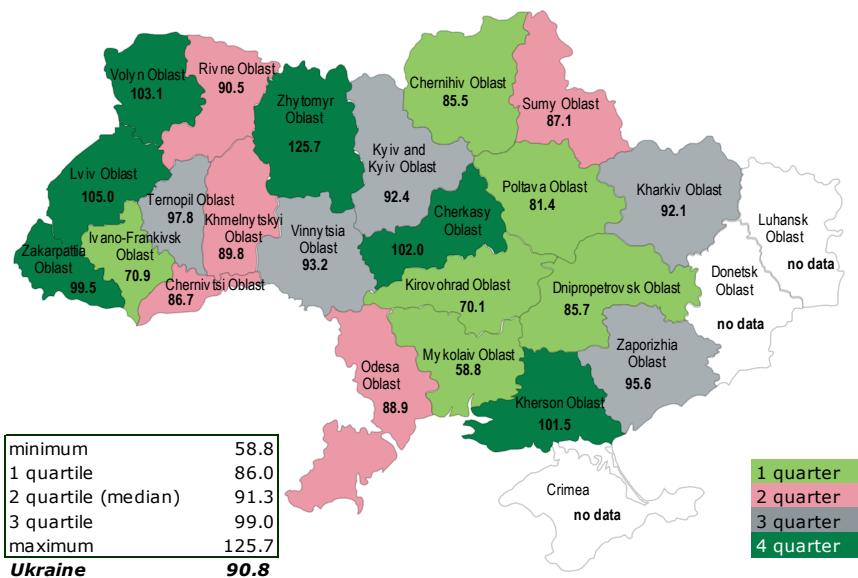 Volyn Oblast
103.1
Rivne Oblast
90.5
Zhytomyr
Oblast
125.7
Chernihiv Oblast
85.5
Sumy Oblast
87.1
Kyiv and
Kyiv Oblast
92.4
Lviv Oblast
105.0
Ternopil Oblast
97.8
Khmelnytskyi
Oblast
89.8
Vinnytsia
Oblast
93.2
Cherkasy
Oblast
102.0
Poltava Oblast
81.4
Kharkiv Oblast
92.1
Luhansk
Oblast
no data
Zakarpattia
Oblast
99.5
Ivano-Frankivsk
Oblast
70.9
Chernivtsi Oblast
86.7
Kirovohrad Oblast
70.1
Dnipropetrovsk Oblast
85.7
Donetsk
Oblast
no data
Odesa
Oblast
88.9
Mykolaiv Oblast
58.8
Zaporizhia
Oblast
95.6
Kherson Oblast
101.5
Crimea
no data
minimum 58.8
1 quartile 86.0
2 quartile (median) 91.3
3 quartile 99.0
maximum 125.7
Ukraine 90.8
1 quarter
2 quarter
3 quarter
4 quarter